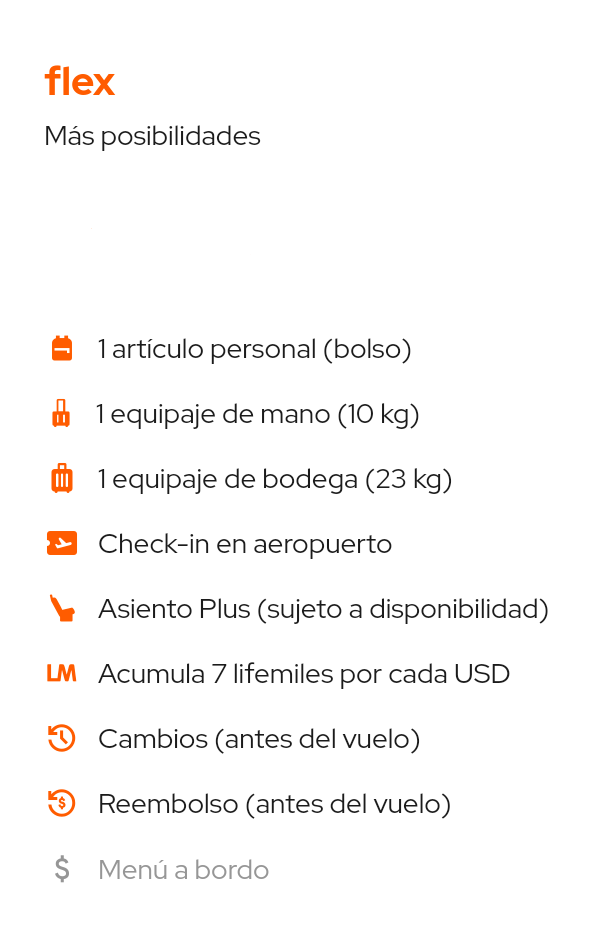 flex
Más posibilidades
1 artículo personal (bolso)
1 equipaje de mano (10 kg)
1 equipaje de bodega (23 kg)
Check-in en aeropuerto
Asiento Plus (sujeto a disponibilidad)
LM Acumula 7 lifemiles por cada USD
Cambios (antes del vuelo)
$ Reembolso (antes del vuelo)
$ Menú a bordo